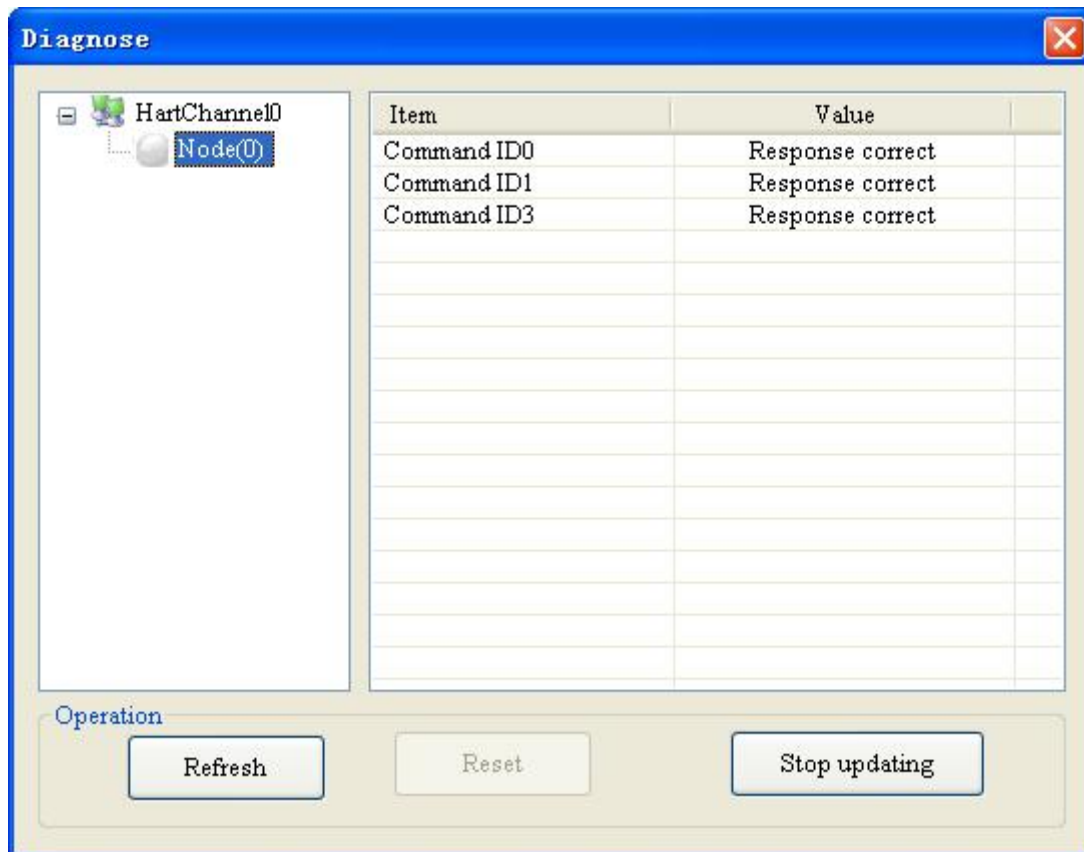 Diagnose
HartChannel0
Node(0)
Item Value
Command ID0 Response correct
Command ID1 Response correct
Command ID3 Response correct
Operation
Refresh Reset Stop updating